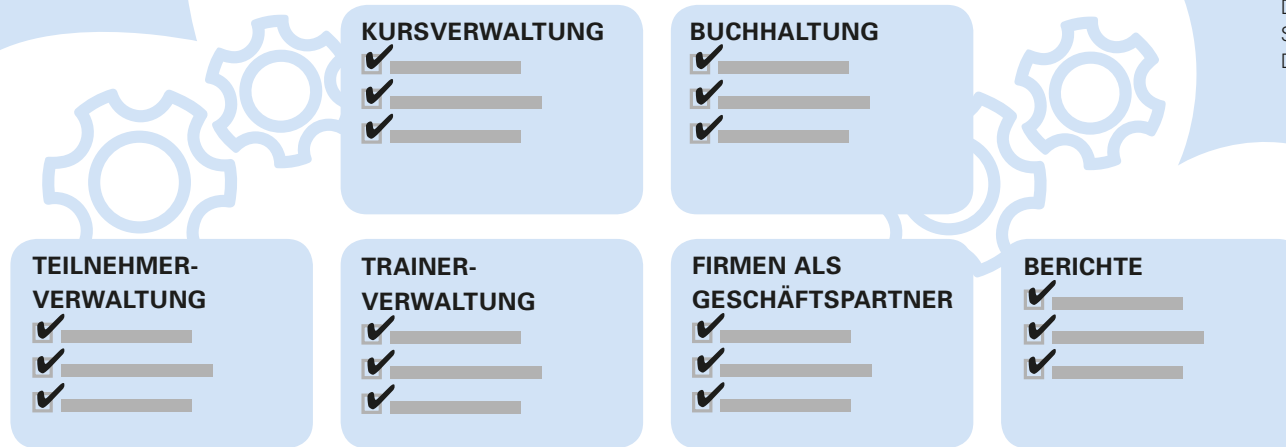 KURSVERWALTUNG
BUCHHALTUNG
TEILNEHMER-
VERWALTUNG
TRAINER-
VERWALTUNG
FIRMEN ALS
GESCHÄFTSPARTNER
BERICHTE